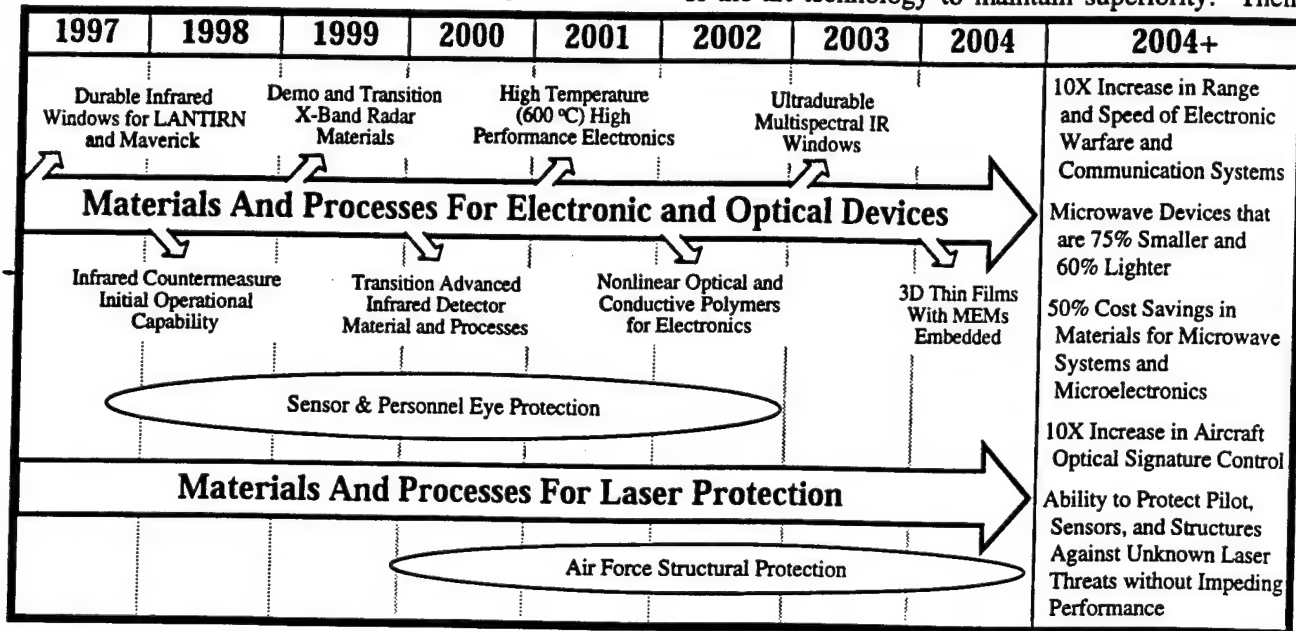 technology to maintain superiority. Then
1997 1998 1999 2000 2001 2002 2003 2004 2004+
Durable Infrared
Windows for LANTIRN
and Maverick
Demo and Transition
X-Band Radar
Materials
High Temperature
(600 °C) High
Performance Electronics
Ultradurable
Multispectral IR
Windows
Materials And Processes For Electronic and Optical Devices
Infrared Countermeasure
Initial Operational
Capability
Transition Advanced
Infrared Detector
Material and Processes
Nonlinear Optical and
Conductive Polymers
for Electronics
3D Thin Films
With MEMs
Embedded
Sensor & Personnel Eye Protection
Materials And Processes For Laser Protection
Air Force Structural Protection
10X Increase in Range
and Speed of Electronic
Warfare and
Communication Systems
Microwave Devices that
are 75% Smaller and
60% Lighter
50% Cost Savings in
Materials for Microwave
Systems and
Microelectronics
10X Increase in Aircraft
Optical Signature Control
Ability to Protect Pilot,
Sensors, and Structures
Against Unknown Laser
Threats without Impeding
Performance